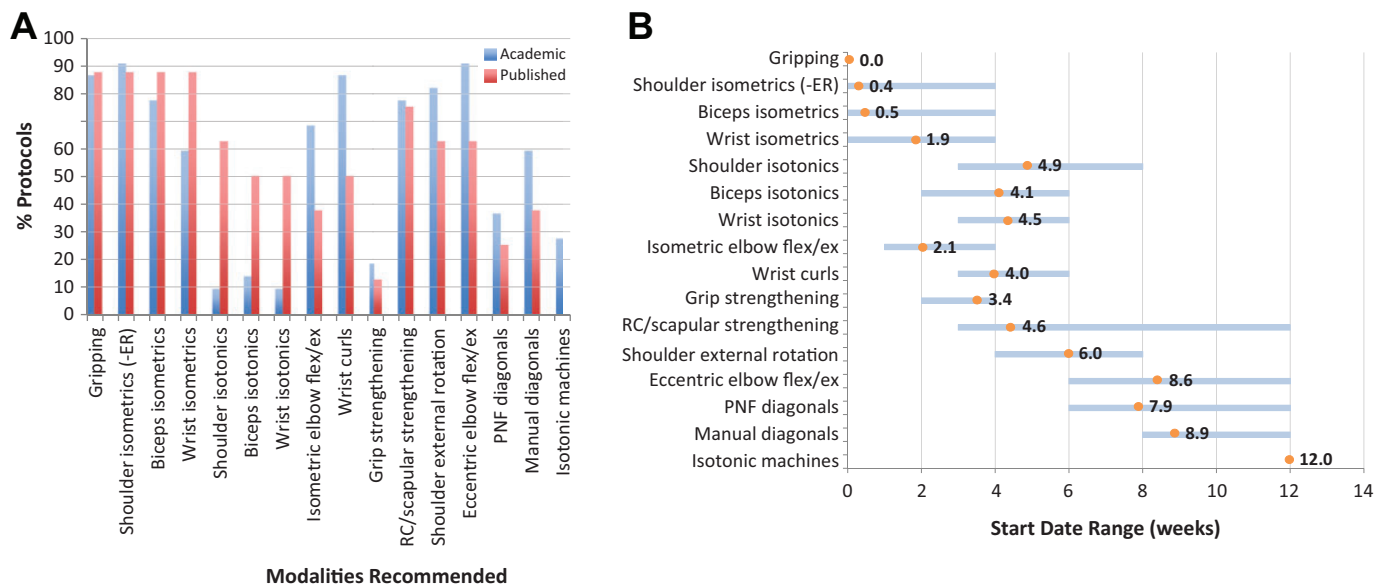 A
100
90
80
60
50
40
30
20
10
0
% Protocols
Academic
Published
Gripping
Shoulder isometrics (-ER)
Biceps isometrics
Wrist isometrics
Shoulder isotonics
Biceps isotonics
Wrist isotonics
Isometric elbow flex/ex
Wrist curls
Grip strengthening
RC/scapular strengthening
Shoulder external rotation
Eccentric elbow flex/ex
PNF diagonals
Manual diagonals
Isotonic machines
Modalities Recommended
B
Gripping 0.0
Shoulder isometrics (-ER) 0.4
Biceps isometrics 0.5
Wrist isometrics 1.9
Shoulder isotonics 4.9
Biceps isotonics 4.1
Wrist isotonics 4.5
Isometric elbow flex/ex 2.1
Wrist curls 4.0
Grip strengthening 3.4
RC/scapular strengthening 4.6
Shoulder external rotation 6.0
Eccentric elbow flex/ex 8.6
PNF diagonals 7.9
Manual diagonals 8.9
Isotonic machines 12.0
0 2 4 6 8 10 12 14
Start Date Range (weeks)